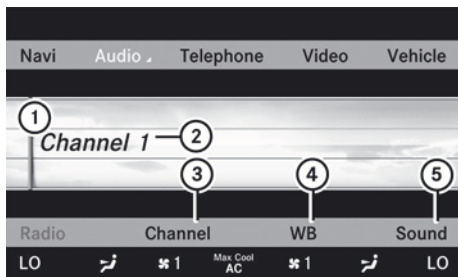 Navi Audio Telephone Video Vehicle
1
Channel 1 2
3 4 5
Radio Channel WB Sound
LO 1 Max Cool AC 1 LO